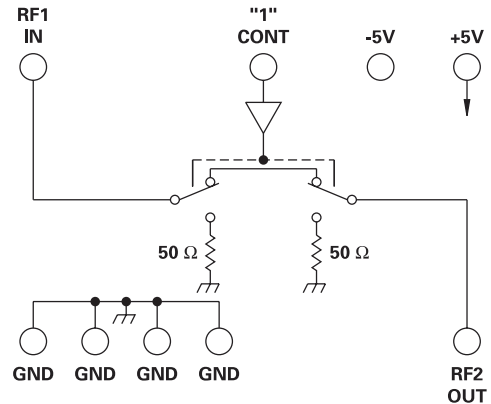 RF1
IN
"1"
CONT
-5V
+5V
50 Ω
50 Ω
GND
GND
GND
GND
RF2
OUT